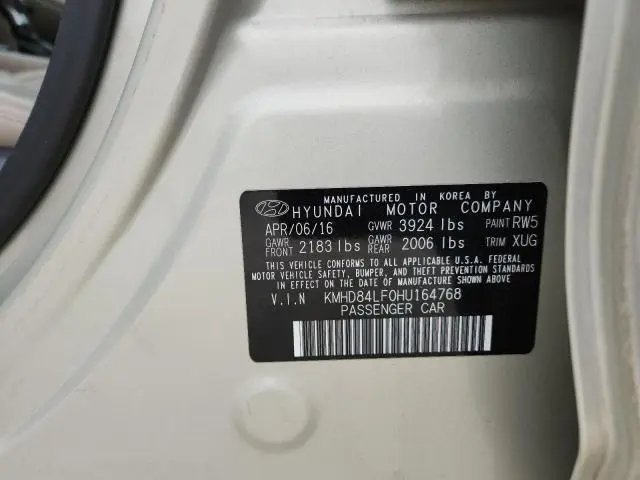 MANUFACTURED IN KOREA BY
HYUNDAI MOTOR COMPANY
APR/06/16 GVWR 3924 lbs PAINT RW5
GAWR FRONT 2183 lbs GAWR REAR 2006 lbs TRIM XUG
THIS VEHICLE CONFORMS TO ALL APPLICABLE U.S.A. FEDERAL
MOTOR VEHICLE SAFETY, BUMPER, AND THEFT PREVENTION STANDARDS
IN EFFECT ON THE DATE OF MANUFACTURE SHOWN ABOVE
V.I.N KMHD84LF0HU164768
PASSENGER CAR